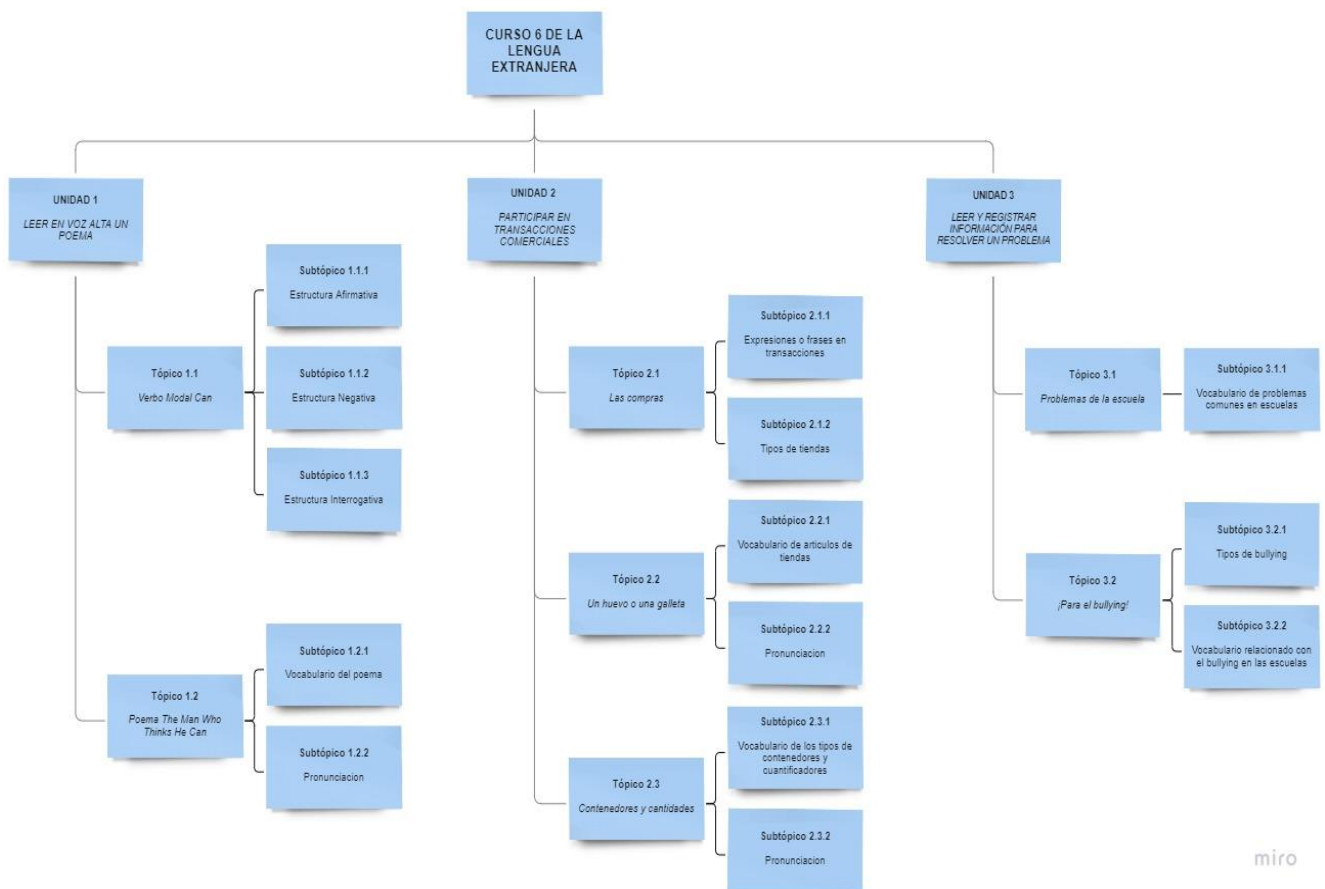 CURSO 6 DE LA
LENGUA
EXTRANJERA
UNIDAD 1
LEER EN VOZ ALTA UN
POEMA
Tópico 1.1
Verbo Modal Can
Subtópico 1.1.1
Estructura Afirmativa
Subtópico 1.1.2
Estructura Negativa
Subtópico 1.1.3
Estructura Interrogativa
Tópico 1.2
Poema The Man Who
Thinks He Can
Subtópico 1.2.1
Vocabulario del poema
Subtópico 1.2.2
Pronunciacion
UNIDAD 2
PARTICIPAR EN
TRANSACCIONES
COMERCIALES
Tópico 2.1
Las compras
Subtópico 2.1.1
Expresiones o frases en
transacciones
Subtópico 2.1.2
Tipos de tiendas
Tópico 2.2
Un huevo o una galleta
Subtópico 2.2.1
Vocabulario de articulos de
tiendas
Subtópico 2.2.2
Pronunciacion
Tópico 2.3
Contenedores y cantidades
Subtópico 2.3.1
Vocabulario de los tipos de
contenedores y
cuantificadores
Subtópico 2.3.2
Pronunciacion
UNIDAD 3
LEER Y REGISTRAR
INFORMACIÓN PARA
RESOLVER UN PROBLEMA
Tópico 3.1
Problemas de la escuela
Subtópico 3.1.1
Vocabulario de problemas
comunes en escuelas
Tópico 3.2
¡Para el bullying!
Subtópico 3.2.1
Tipos de bullying
Subtópico 3.2.2
Vocabulario relacionado con
el bullying en las escuelas
miro